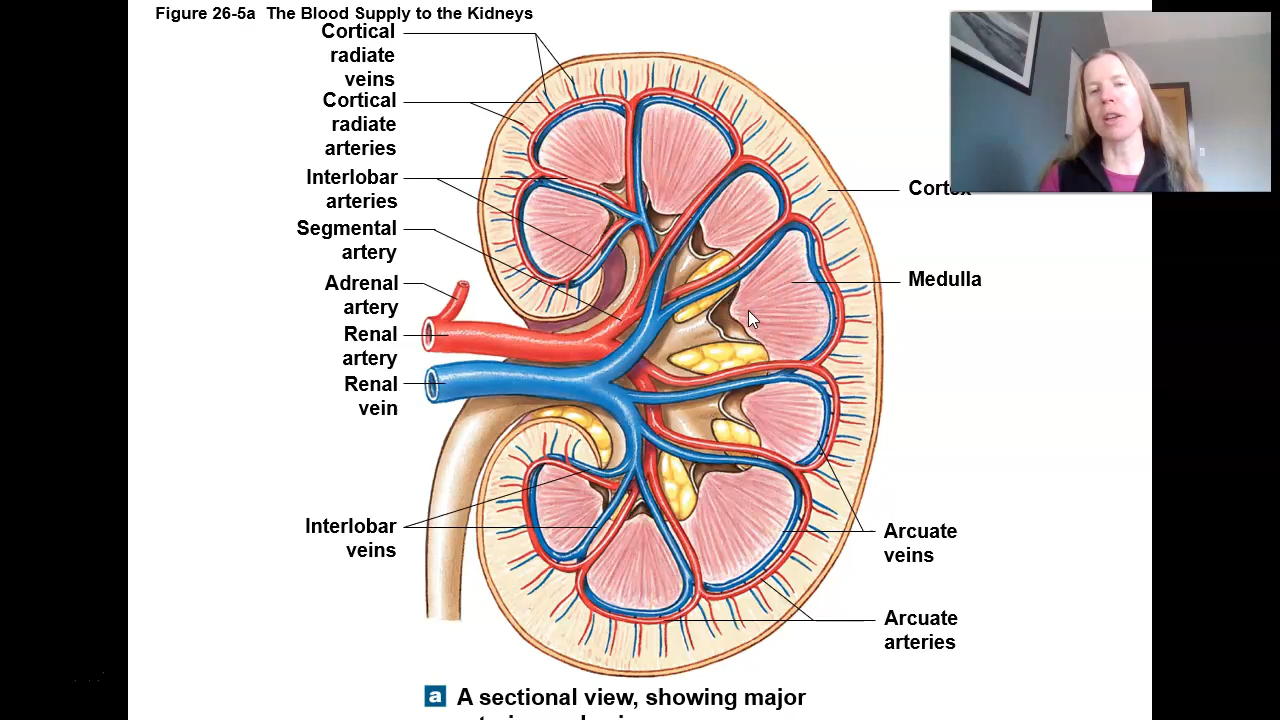 Figure 26-5a The Blood Supply to the Kidneys
Cortical
radiate
veins
Cortical
radiate
arteries
Interlobar
arteries
Segmental
artery
Adrenal
artery
Renal
artery
Renal
vein
Interlobar
veins
Cortex
Medulla
Arcuate
veins
Arcuate
arteries
a A sectional view, showing major